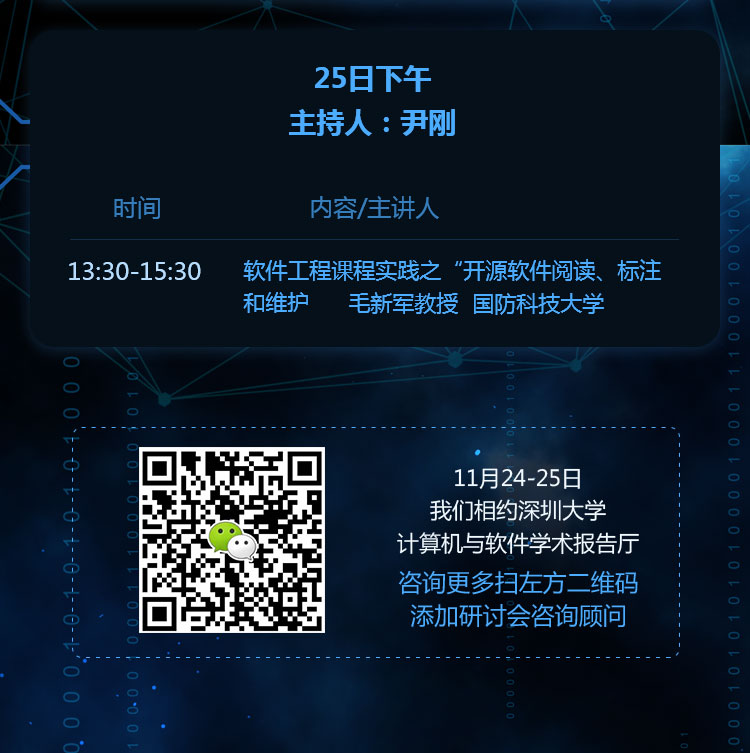 25日下午
主持人：尹刚
时间 内容/主讲人
13:30-15:30 软件工程课程实践之“开源软件阅读、标注
和维护 毛新军教授 国防科技大学
11月24-25日
我们相约深圳大学
计算机与软件学术报告厅
咨询更多扫左方二维码
添加研讨会咨询顾问